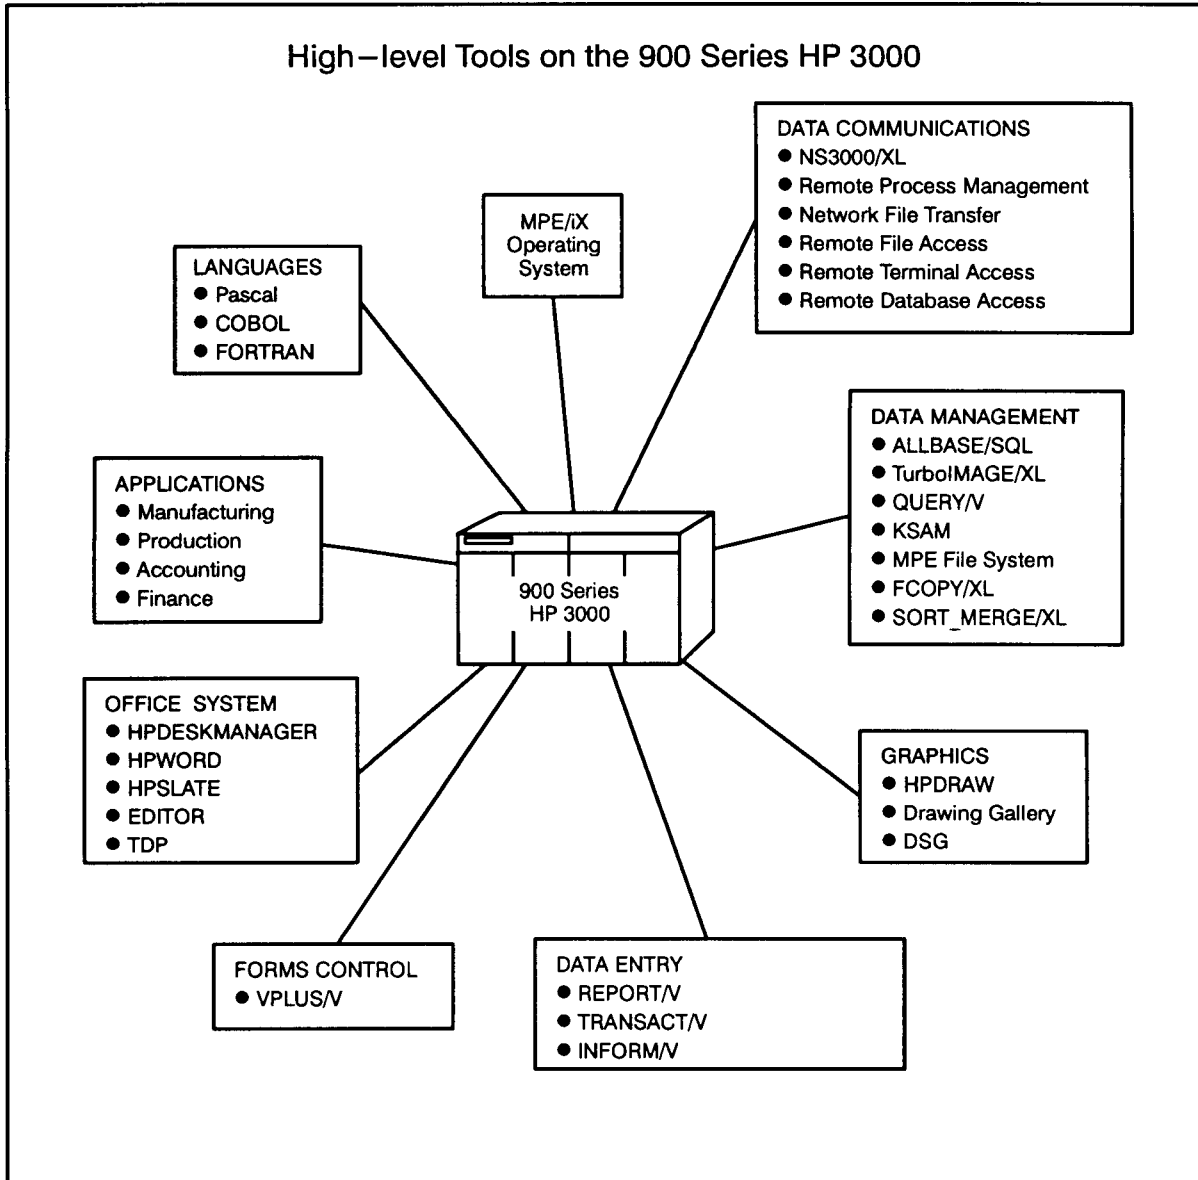 High-level Tools on the 900 Series HP 3000
DATA COMMUNICATIONS
● NS3000/XL
● Remote Process Management
● Network File Transfer
● Remote File Access
● Remote Terminal Access
● Remote Database Access
MPE/iX
Operating
System
LANGUAGES
● Pascal
● COBOL
● FORTRAN
DATA MANAGEMENT
● ALLBASE/SQL
● TurboIMAGE/XL
● QUERY/V
● KSAM
● MPE File System
● FCOPY/XL
● SORT_MERGE/XL
APPLICATIONS
● Manufacturing
● Production
● Accounting
● Finance
900 Series
HP 3000
OFFICE SYSTEM
● HPDESKMANAGER
● HPWORD
● HPSLATE
● EDITOR
● TDP
GRAPHICS
● HPDRAW
● Drawing Gallery
● DSG
FORMS CONTROL
● VPLUS/V
DATA ENTRY
● REPORT/V
● TRANSACT/V
● INFORM/V